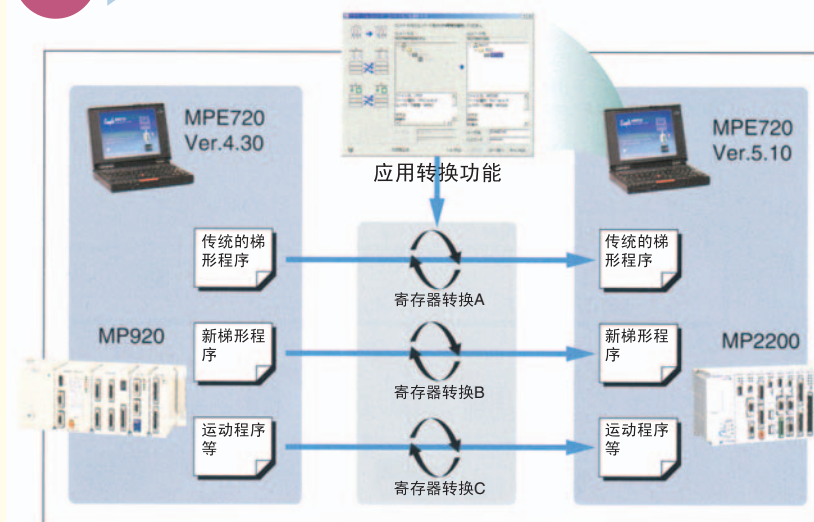 MPE720
Ver.4.30
应用转换功能
MPE720
Ver.5.10
传统的梯
形程序
寄存器转换A
传统的梯
形程序
MP920
新梯形程
序
寄存器转换B
新梯形程
序
MP2200
运动程序
等
寄存器转换C
运动程序
等